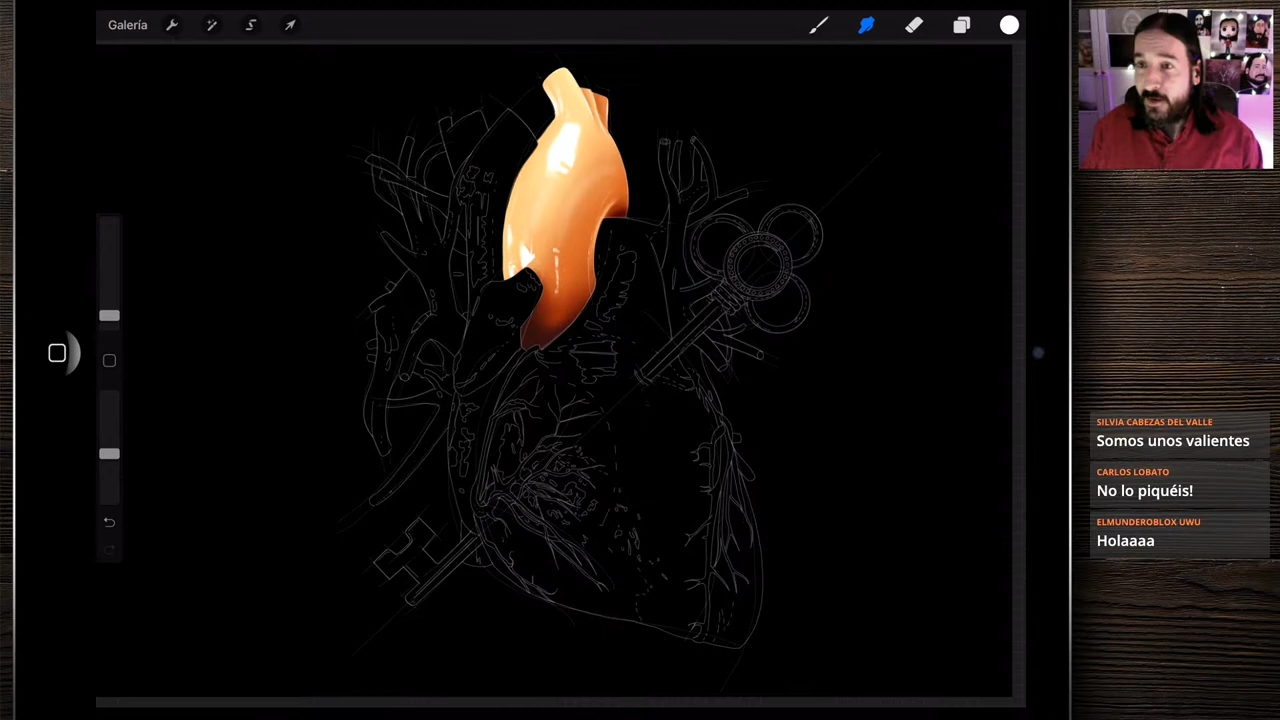 Galería
SILVIA CABEZAS DEL VALLE
Somos unos valientes
CARLOS LOBATO
No lo piquéis!
ELMUNDEROBLOX UWU
Holaaaa